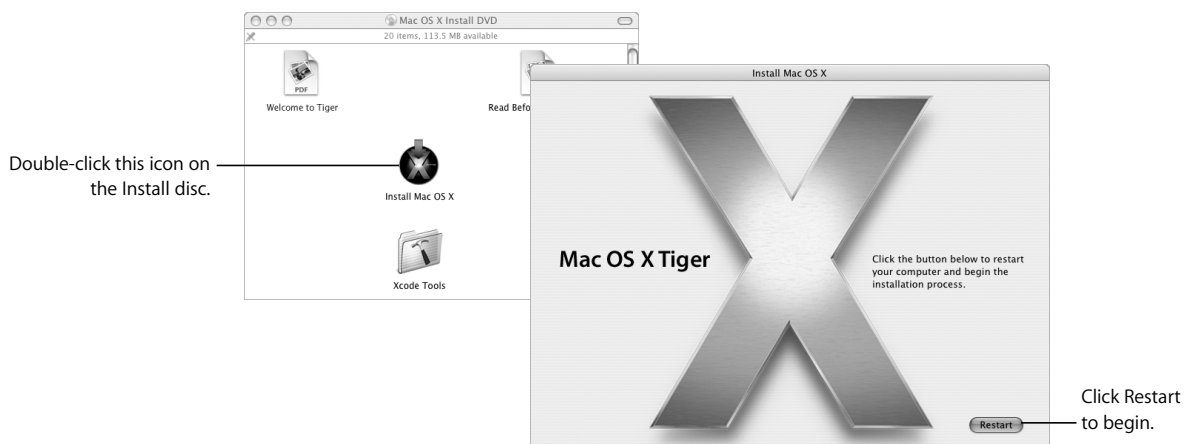 Mac OS X Install DVD
20 items, 113.5 MB available
PDF
Welcome to Tiger
Read Befo
Double-click this icon on
the Install disc.
Install Mac OS X
Xcode Tools
Install Mac OS X
Mac OS X Tiger
Click the button below to restart
your computer and begin the
installation process.
Restart
Click Restart
to begin.